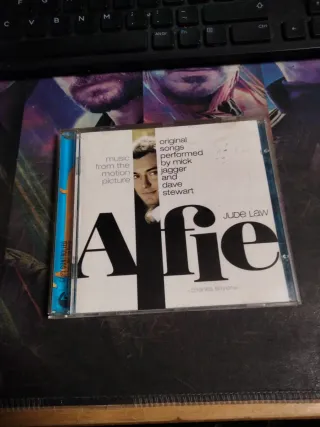 music
from the
motion
picture
original
songs
performed
by mick
jagger
and
dave
stewart
JUDE LAW
Alfie